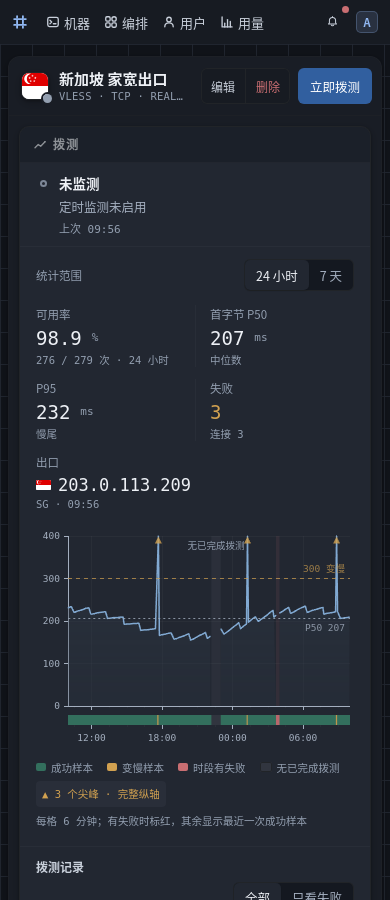 机器 编排 用户 用量 A
新加坡 家宽出口
VLESS · TCP · REAL…
编辑 删除 立即拨测
拨测
未监测
定时监测未启用
上次 09:56
统计范围 24 小时 7 天
可用率 首字节 P50
98.9 % 207 ms
276 / 279 次 · 24 小时 中位数
P95 失败
232 ms 3
慢尾 连接 3
出口
203.0.113.209
SG · 09:56
400
无已完成拨测
300
300 变慢
200
P50 207
100
0
12:00 18:00 00:00 06:00
成功样本 变慢样本 时段有失败 无已完成拨测
▲ 3 个尖峰 · 完整纵轴
每格 6 分钟；有失败时标红，其余显示最近一次成功样本
拨测记录
全部 只看失败